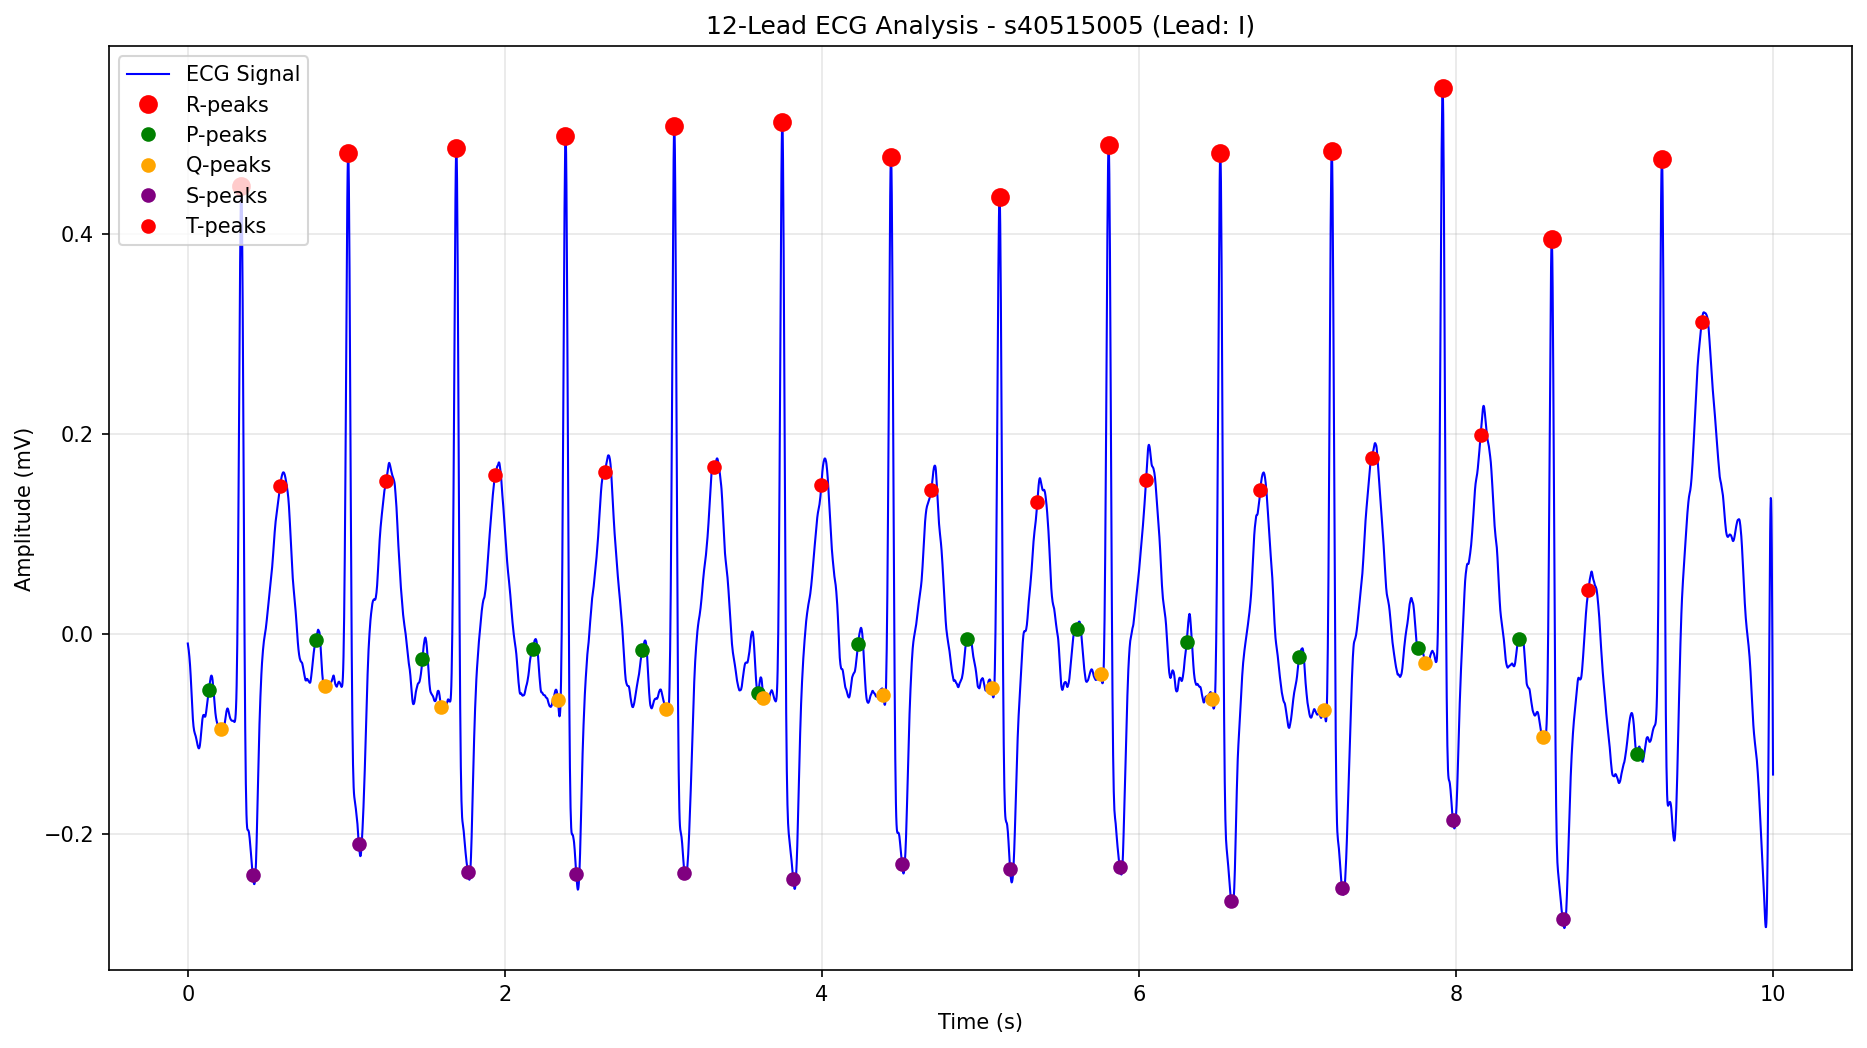 12-Lead ECG Analysis - s40515005 (Lead: I)
ECG Signal
R-peaks
P-peaks
Q-peaks
S-peaks
T-peaks
Amplitude (mV)
0.4
0.2
0.0
−0.2
0 2 4 6 8 10
Time (s)